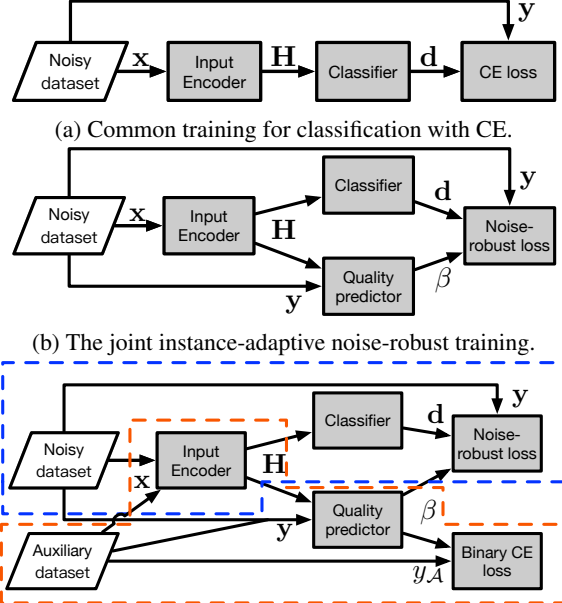 y
Noisy dataset
x
Input Encoder
H
Classifier
d
CE loss
(a) Common training for classification with CE.
y
Classifier
d
Noisy dataset
x
Input Encoder
H
Noise-robust loss
y
Quality predictor
β
(b) The joint instance-adaptive noise-robust training.
y
Classifier
d
Noisy dataset
x
Input Encoder
H
Noise-robust loss
y
Quality predictor
β
Auxiliary dataset
y𝒜
Binary CE loss